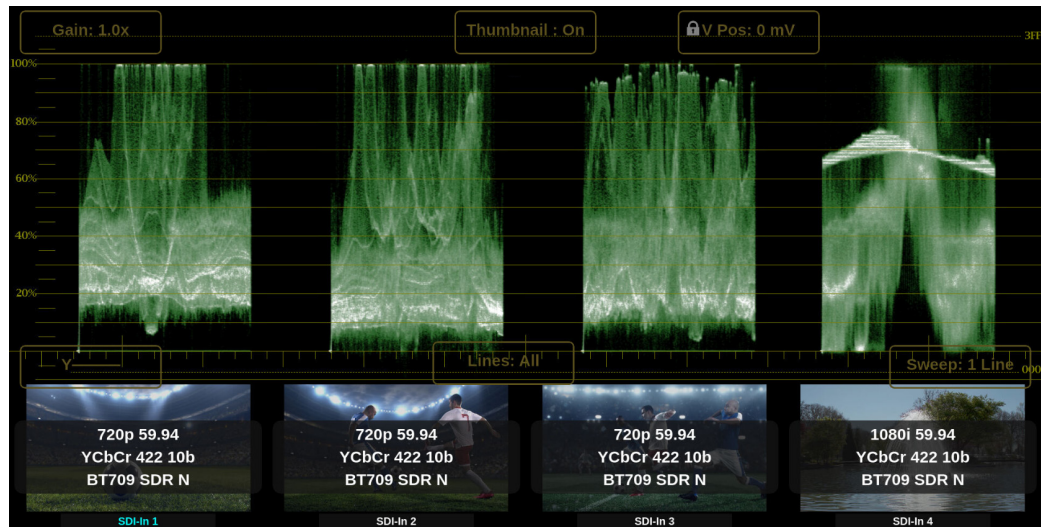 Gain: 1.0x
Thumbnail : On
V Pos: 0 mV
3FF
100%
80%
60%
40%
20%
Y
Lines: All
Sweep: 1 Line
000
720p 59.94
YCbCr 422 10b
BT709 SDR N
720p 59.94
YCbCr 422 10b
BT709 SDR N
720p 59.94
YCbCr 422 10b
BT709 SDR N
1080i 59.94
YCbCr 422 10b
BT709 SDR N
SDI-In 1
SDI-In 2
SDI-In 3
SDI-In 4